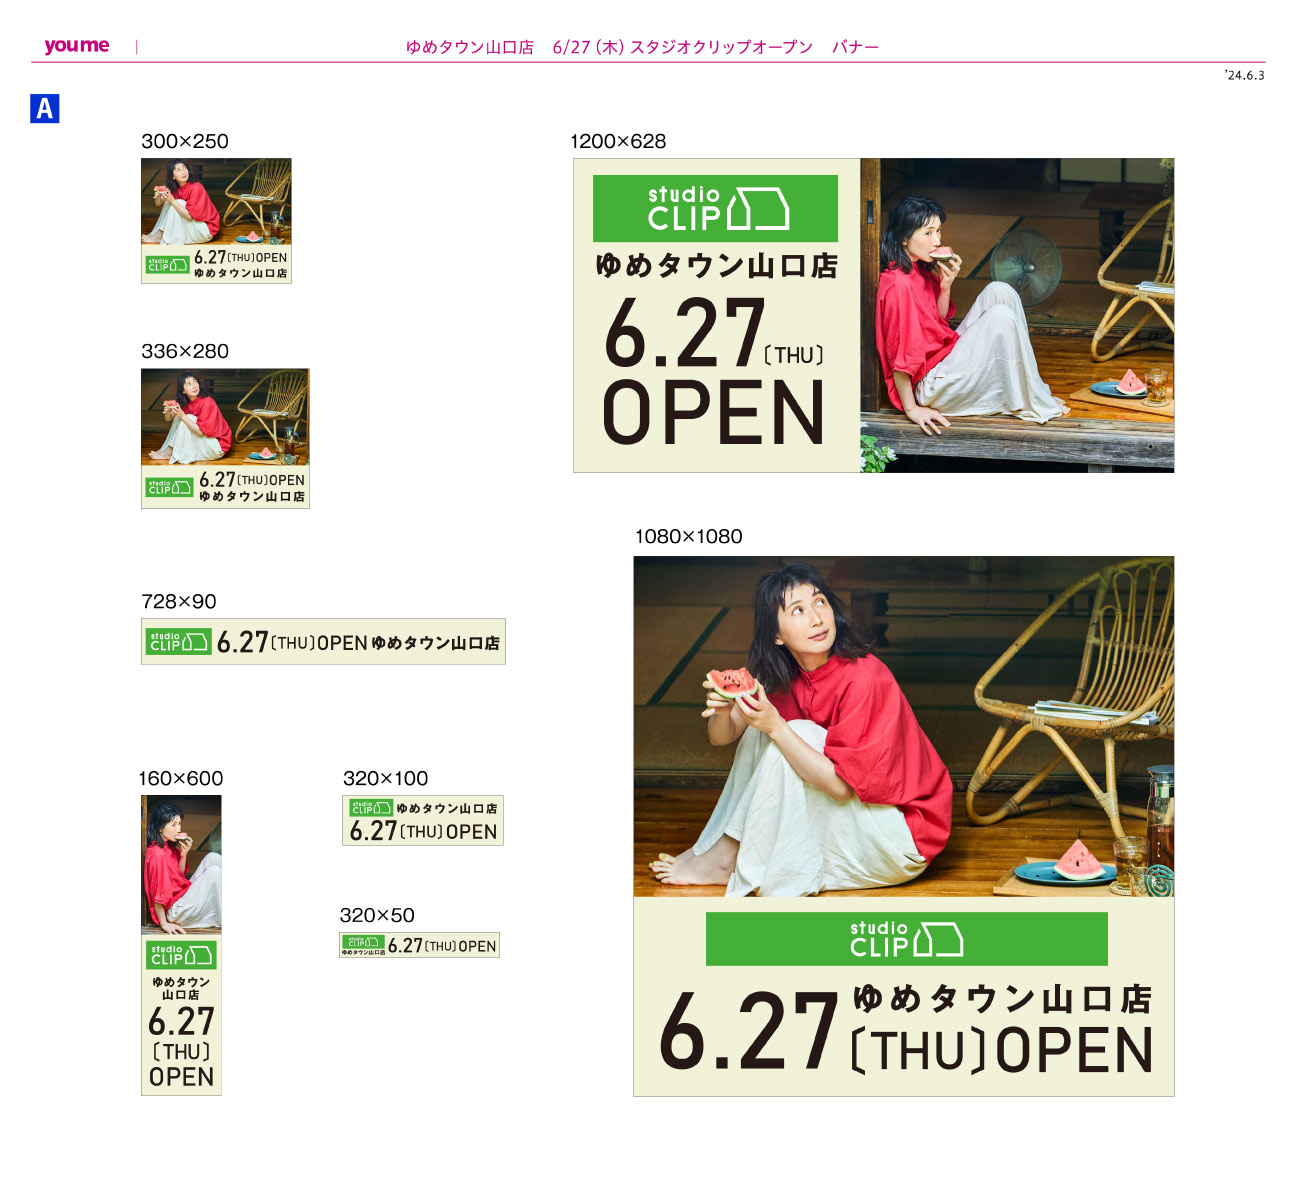 youme
ゆめタウン山口店　6/27（木）スタジオクリップオープン　バナー
'24.6.3
A
300×250
studio
CLIP
6.27〔THU〕OPEN
ゆめタウン山口店
336×280
studio
CLIP
6.27〔THU〕OPEN
ゆめタウン山口店
728×90
studio
CLIP
6.27〔THU〕OPEN ゆめタウン山口店
160×600
studio
CLIP
ゆめタウン
山口店
6.27
〔THU〕
OPEN
320×100
studio
CLIP
ゆめタウン山口店
6.27〔THU〕OPEN
320×50
studio
CLIP
ゆめタウン山口店
6.27〔THU〕OPEN
1200×628
studio
CLIP
ゆめタウン山口店
6.27〔THU〕
OPEN
1080×1080
studio
CLIP
6.27
ゆめタウン山口店
〔THU〕OPEN